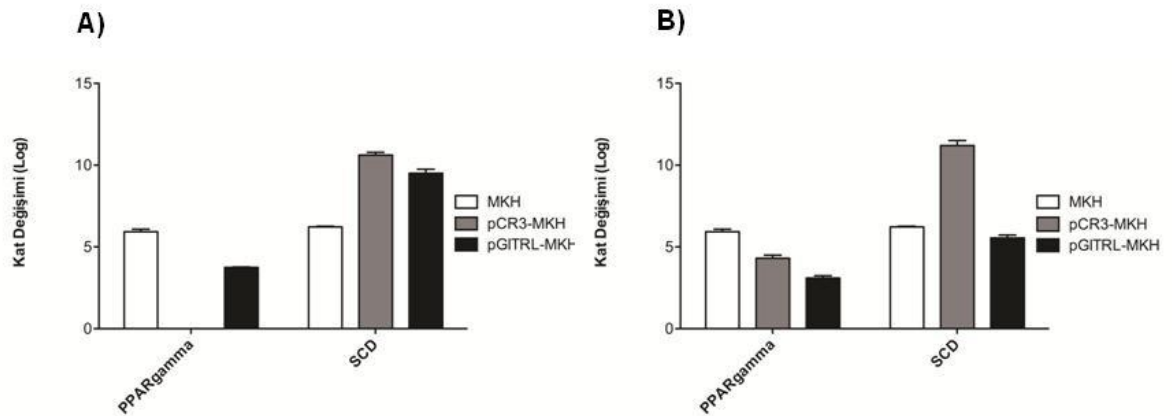 A)
15
10
5
0
Kat Değişimi (Log)
PPARgamma
SCD
MKH
pCR3-MKH
pGITRL-MKH
B)
15
10
5
0
Kat Değişimi (Log)
PPARgamma
SCD
MKH
pCR3-MKH
pGITRL-MKH